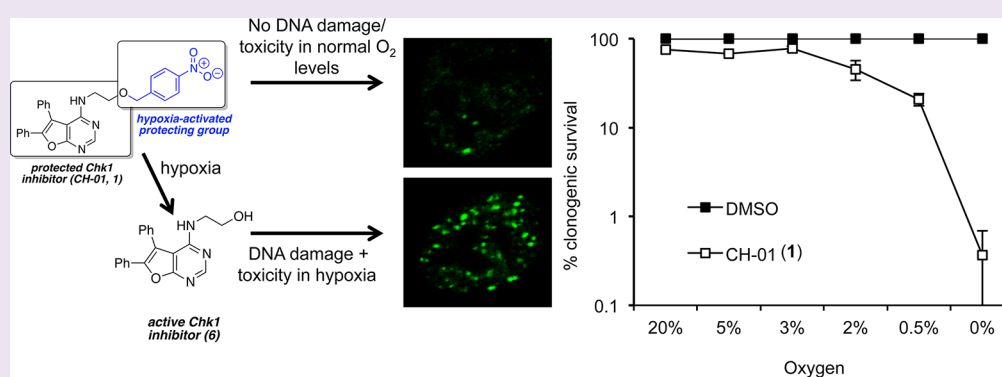 No DNA damage/
toxicity in normal O2
levels
hypoxia-activated
protecting group
N
+
O
O−
O
HN
Ph
Ph
N
O
N
protected Chk1
inhibitor (CH-01, 1)
hypoxia
OH
HN
Ph
Ph
N
O
N
DNA damage +
toxicity in hypoxia
active Chk1
inhibitor (6)
% clonogenic survival
100
10
1
0.1
DMSO
CH-01 (1)
20% 5% 3% 2% 0.5% 0%
Oxygen